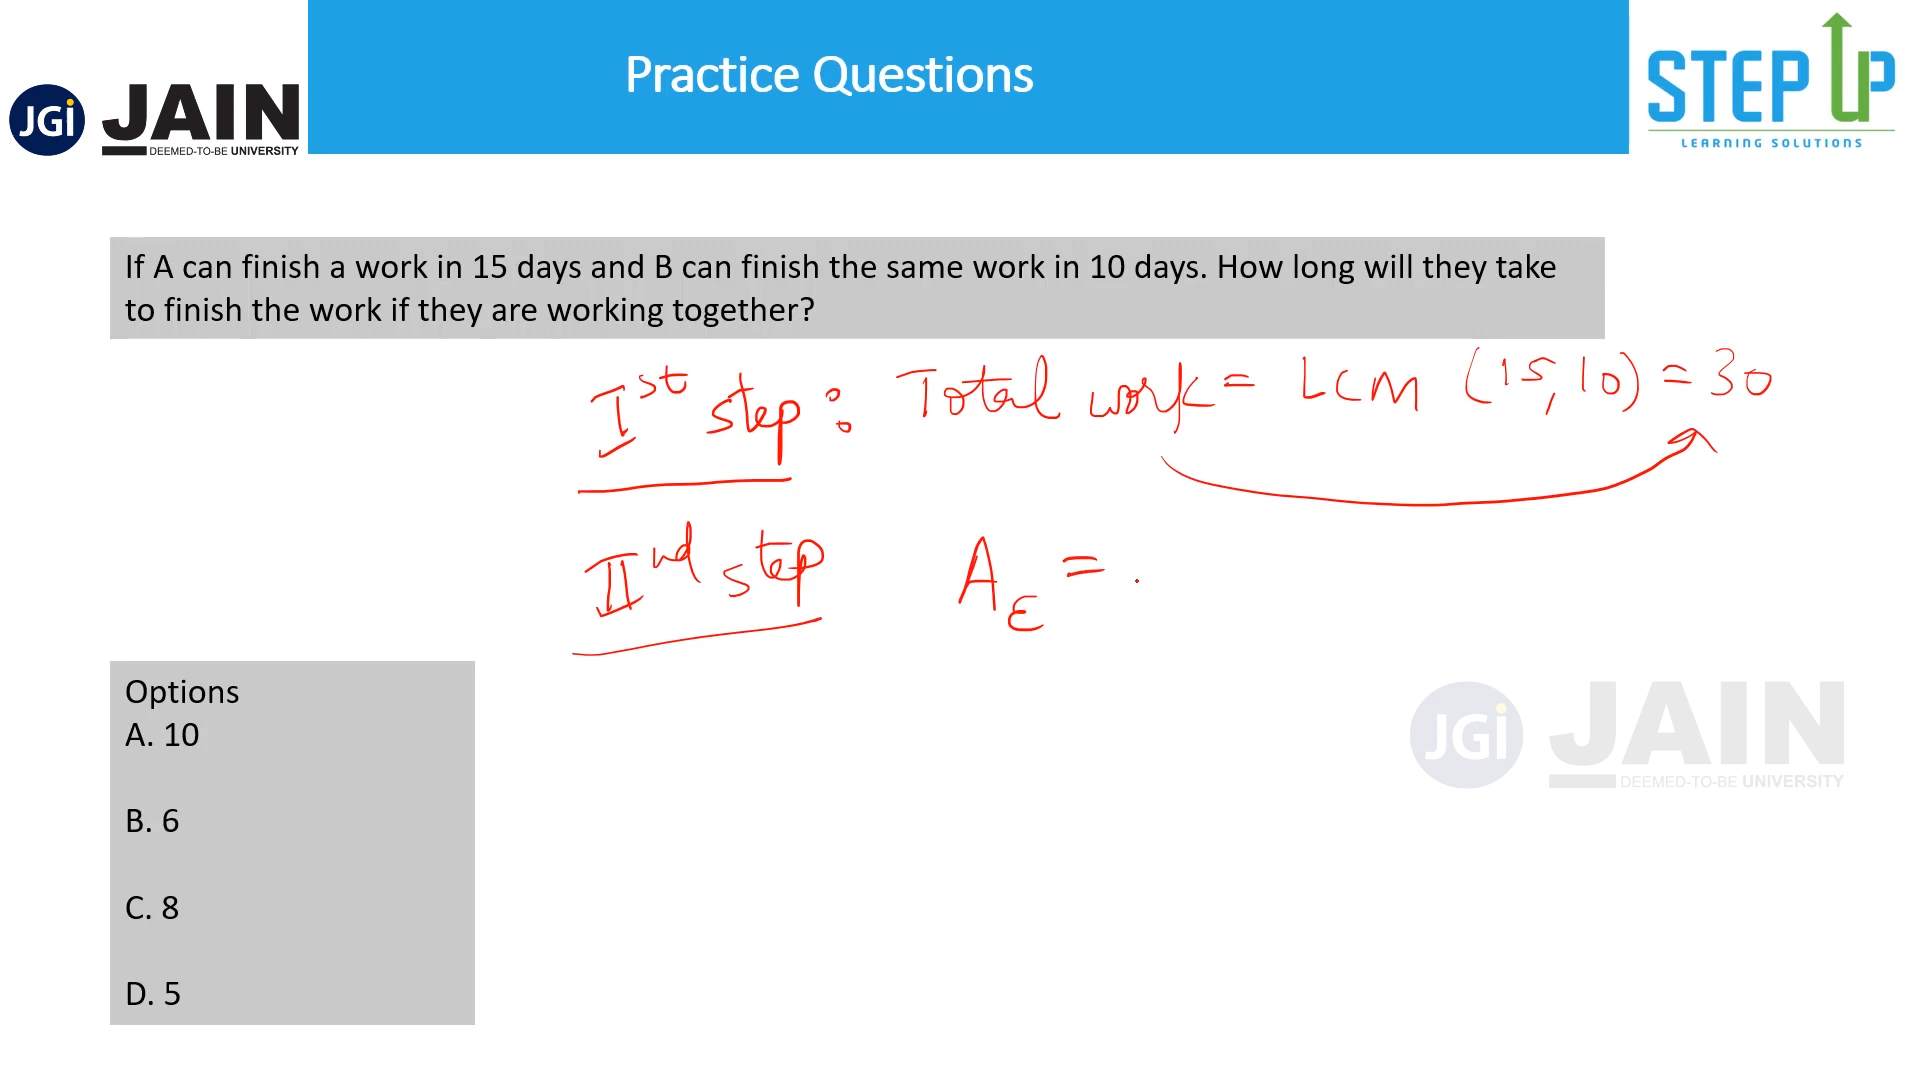 Practice Questions
JGi JAIN
DEEMED-TO-BE UNIVERSITY
STEP UP
LEARNING SOLUTIONS
If A can finish a work in 15 days and B can finish the same work in 10 days. How long will they take
to finish the work if they are working together?
Ist step : Total work = LCM (15, 10) = 30
IInd step AE =
Options
A. 10
B. 6
C. 8
D. 5
JGi JAIN
DEEMED-TO-BE UNIVERSITY